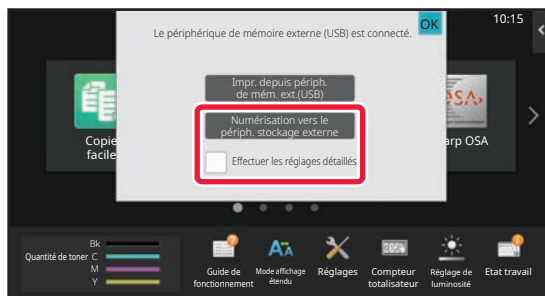 10:15
Le périphérique de mémoire externe (USB) est connecté.
OK
Impr. depuis périph.
de mém. ext.(USB)
Numérisation vers le
périph. stockage externe
Effectuer les réglages détaillés
Copie
facile
arp OSA
Bk
Quantité de toner C
M
Y
Guide de
fonctionnement
Mode affichage
étendu
Réglages
Compteur
totalisateur
Réglage de
luminosité
Etat travail